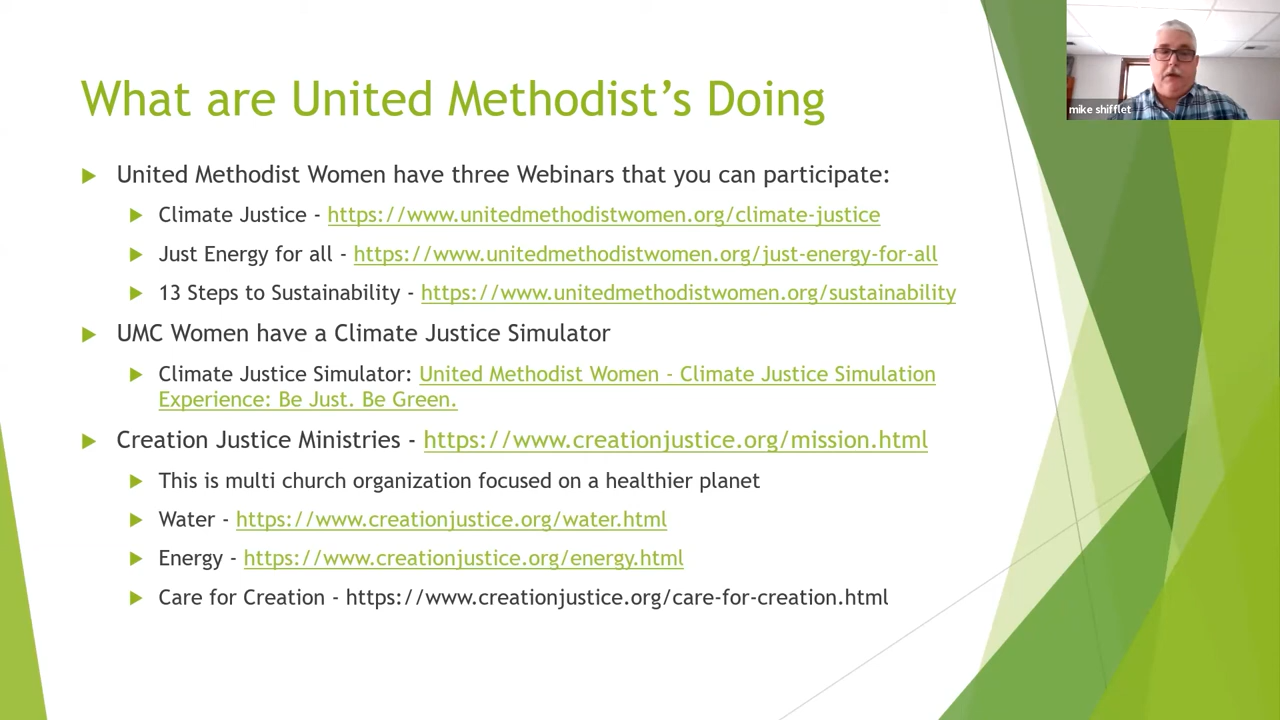 What are United Methodist's Doing
mike shifflet
United Methodist Women have three Webinars that you can participate:
Climate Justice - https://www.unitedmethodistwomen.org/climate-justice
Just Energy for all - https://www.unitedmethodistwomen.org/just-energy-for-all
13 Steps to Sustainability - https://www.unitedmethodistwomen.org/sustainability
UMC Women have a Climate Justice Simulator
Climate Justice Simulator: United Methodist Women - Climate Justice Simulation
Experience: Be Just. Be Green.
Creation Justice Ministries - https://www.creationjustice.org/mission.html
This is multi church organization focused on a healthier planet
Water - https://www.creationjustice.org/water.html
Energy - https://www.creationjustice.org/energy.html
Care for Creation - https://www.creationjustice.org/care-for-creation.html